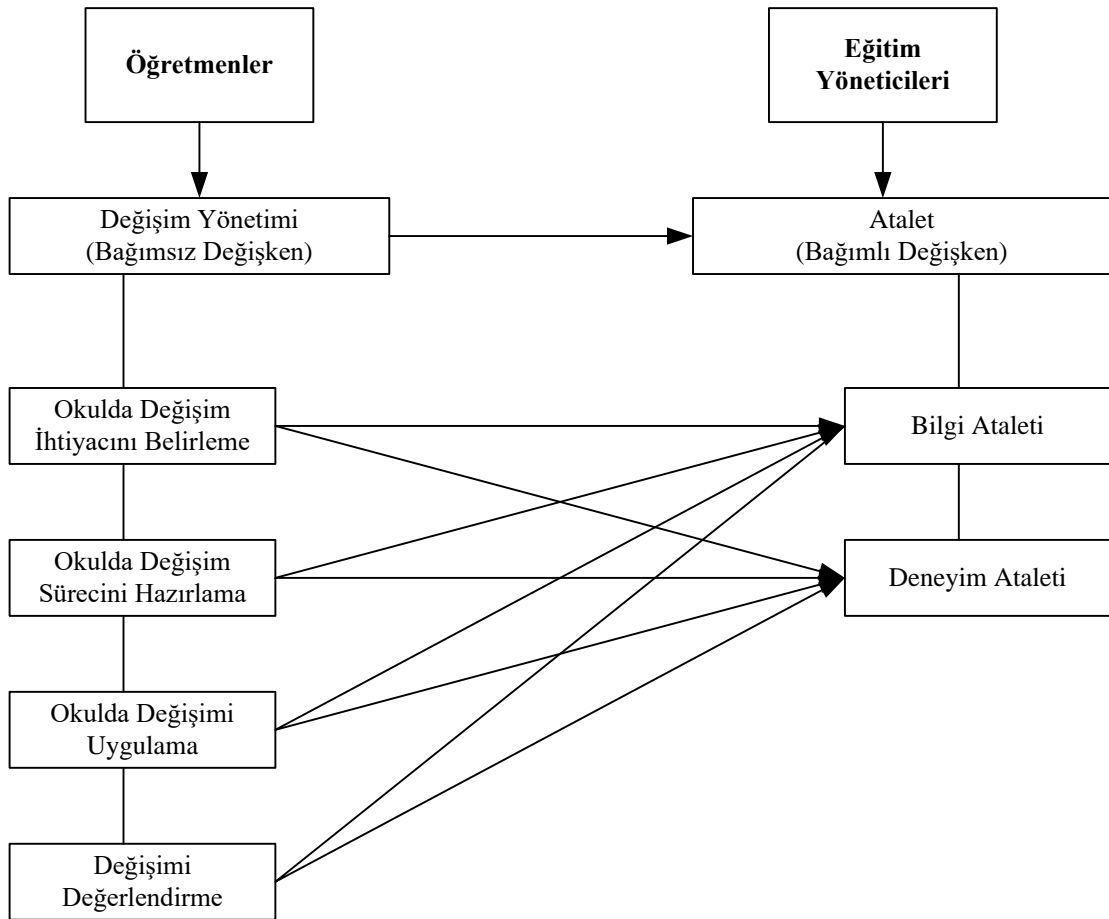 Öğretmenler
Eğitim
Yöneticileri
Değişim Yönetimi
(Bağımsız Değişken)
Atalet
(Bağımlı Değişken)
Okulda Değişim
İhtiyacını Belirleme
Bilgi Ataleti
Okulda Değişim
Sürecini Hazırlama
Deneyim Ataleti
Okulda Değişimi
Uygulama
Değişimi
Değerlendirme